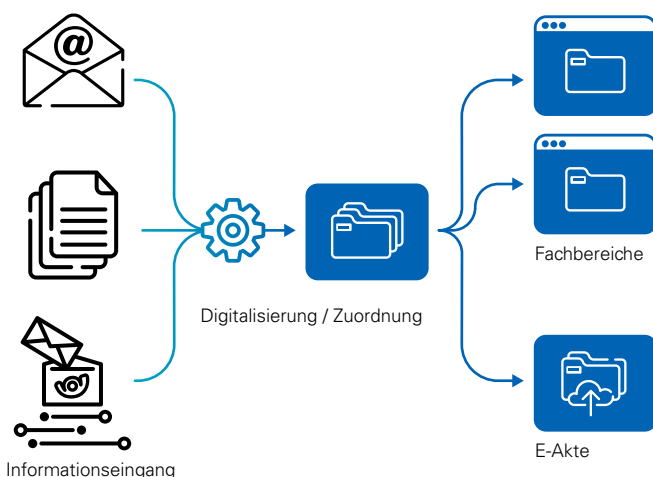 @
Digitalisierung / Zuordnung
Fachbereiche
E-Akte
Informationseingang